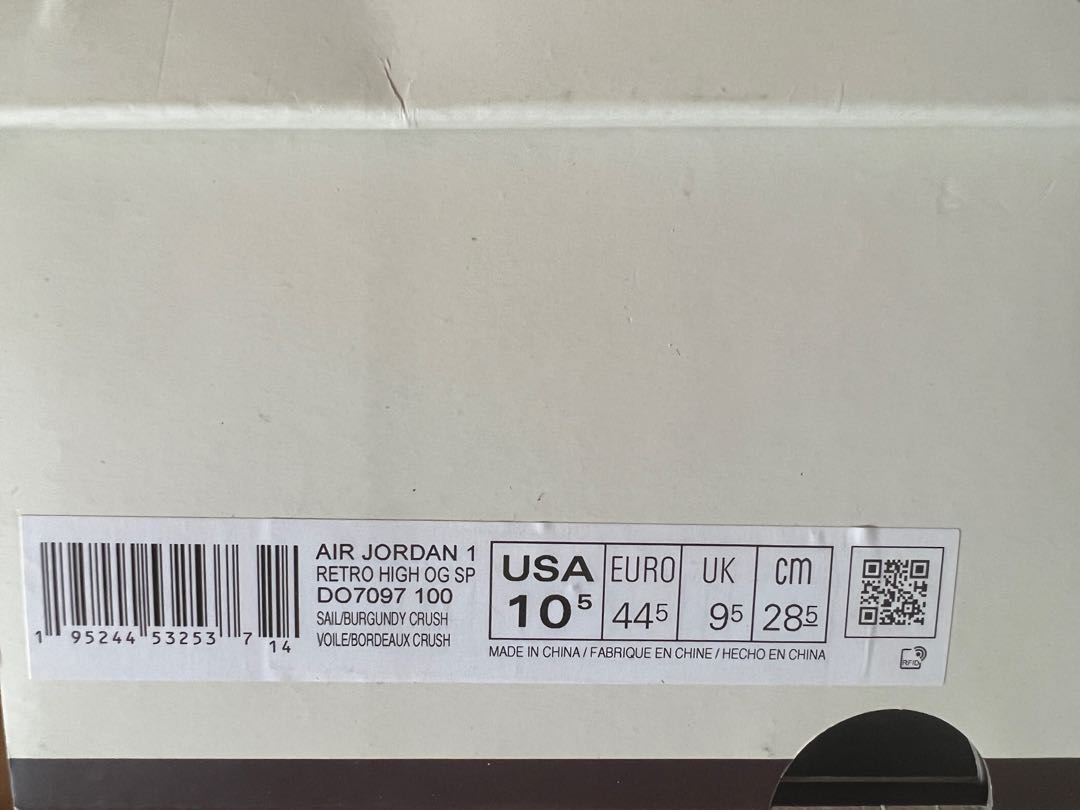 AIR JORDAN 1
RETRO HIGH OG SP
DO7097 100
SAIL/BURGUNDY CRUSH
VOILE/BORDEAUX CRUSH
1 95244 53253 7 14
USA EURO UK cm
10⁵ 44⁵ 9⁵ 28⁵
MADE IN CHINA / FABRIQUE EN CHINE / HECHO EN CHINA
RFID